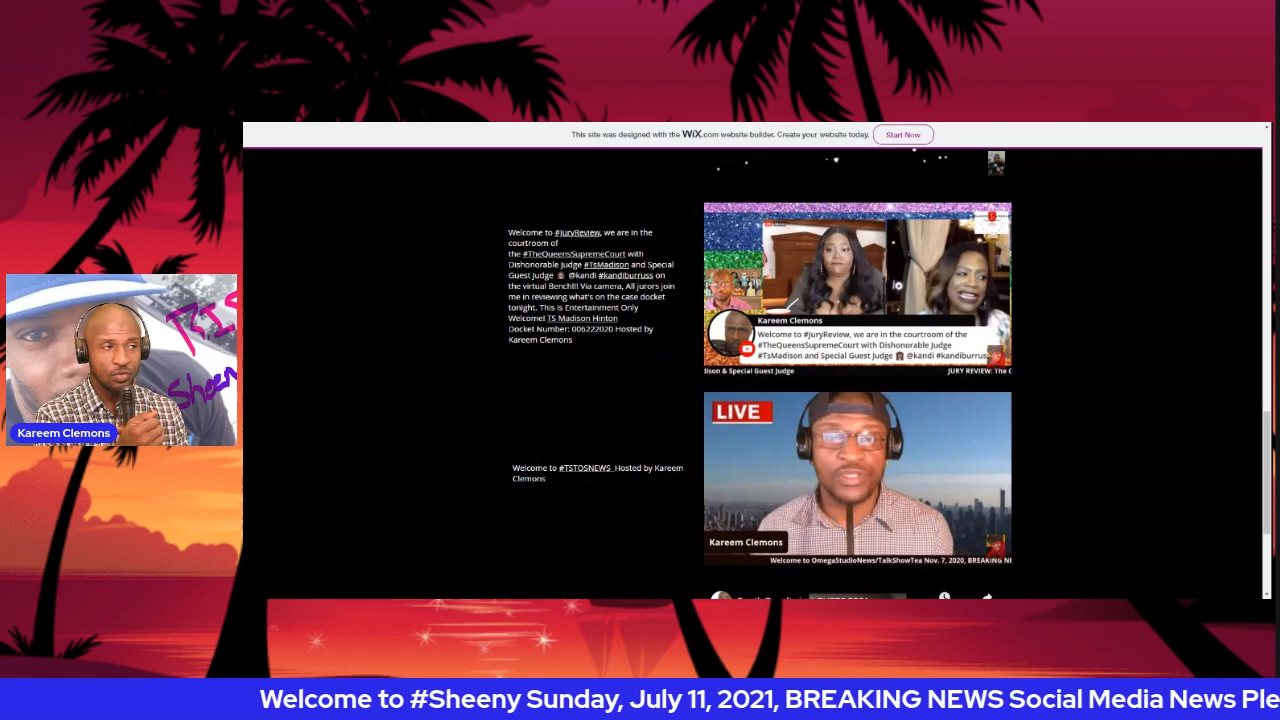 This site was designed with the WiX.com website builder. Create your website today. Start Now
Welcome to #JuryReview, we are in the
courtroom of
the #TheQueensSupremeCourt with
Dishonorable Judge #TsMadison and Special
Guest Judge @kandi #kandiburruss on
the virtual Bench!!! Via camera, All jurors join
me in reviewing what's on the case docket
tonight. This is Entertainment Only
Welcome! TS Madison Hinton
Docket Number: 006222020 Hosted by
Kareem Clemons
Kareem Clemons
Welcome to #JuryReview, we are in the courtroom of the
#TheQueensSupremeCourt with Dishonorable Judge
#TsMadison and Special Guest Judge @kandi #kandiburrus
dison & Special Guest Judge JURY REVIEW: The
LIVE
Kareem Clemons
Welcome to OmegaStudioNews/TalkShowTea Nov. 7, 2020, BREAKING
Welcome to #TSTOSNEWS Hosted by Kareem
Clemons
Kareem Clemons
Welcome to #Sheeny Sunday, July 11, 2021, BREAKING NEWS Social Media News Ple